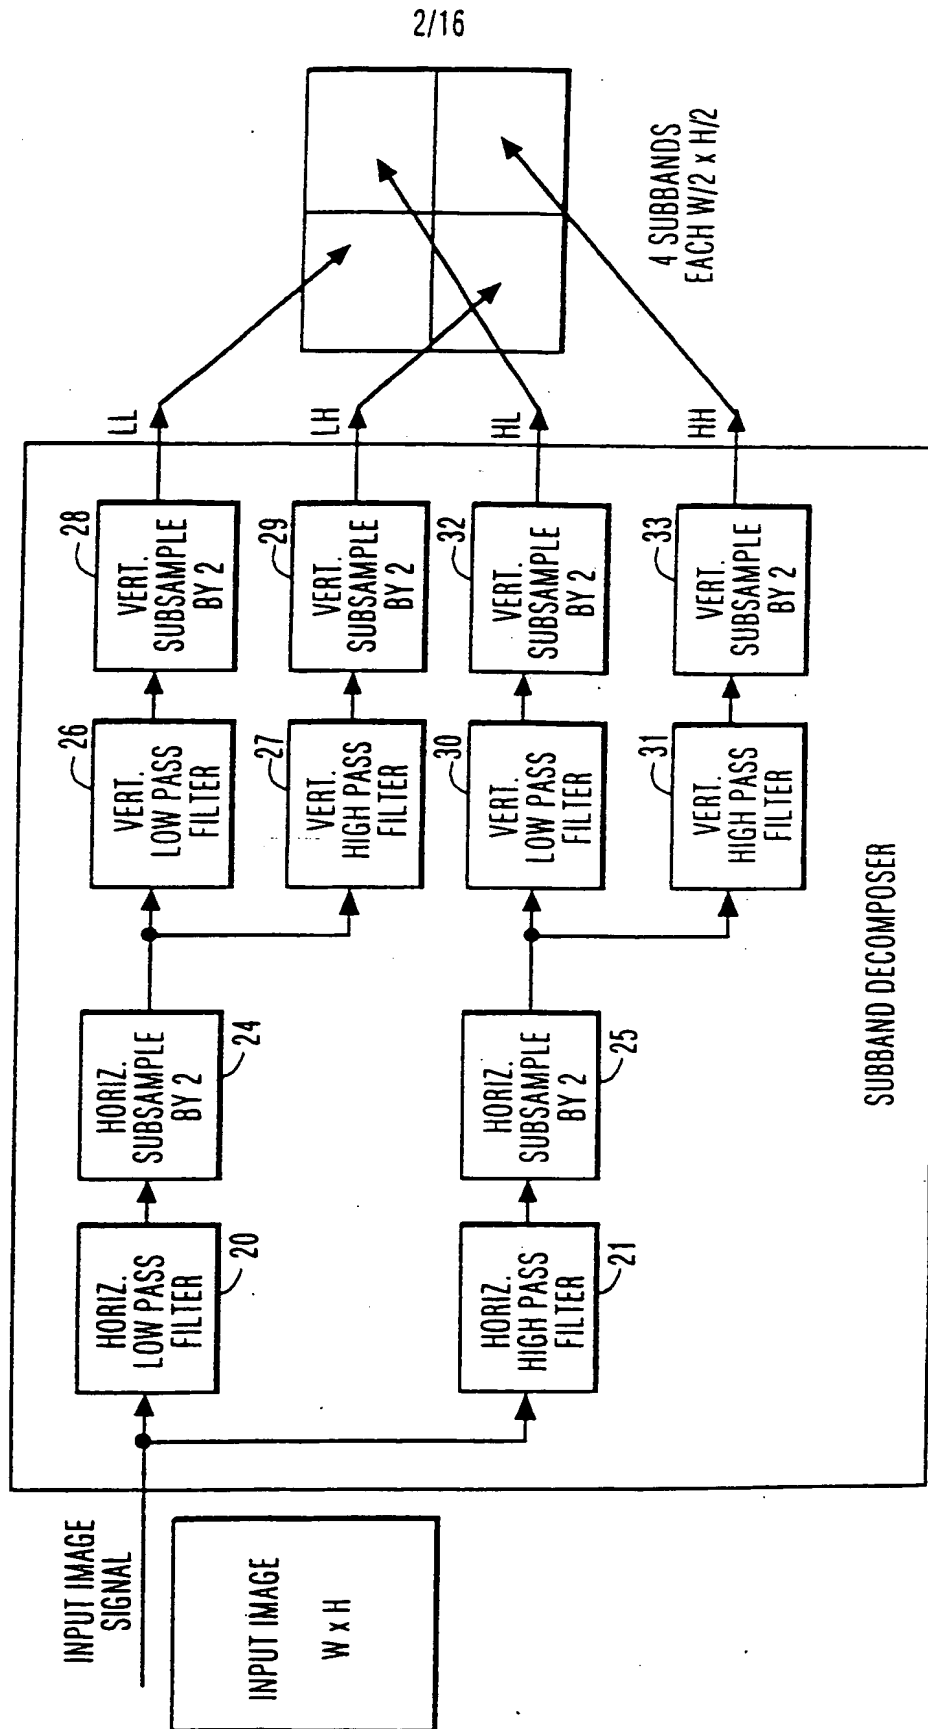 2/16
INPUT IMAGE
SIGNAL
INPUT IMAGE
W x H
HORIZ.
LOW PASS
FILTER
20
HORIZ.
SUBSAMPLE
BY 2
24
VERT.
LOW PASS
FILTER
26
VERT.
SUBSAMPLE
BY 2
28
LL
VERT.
HIGH PASS
FILTER
27
VERT.
SUBSAMPLE
BY 2
29
LH
HORIZ.
HIGH PASS
FILTER
21
HORIZ.
SUBSAMPLE
BY 2
25
VERT.
LOW PASS
FILTER
30
VERT.
SUBSAMPLE
BY 2
32
HL
VERT.
HIGH PASS
FILTER
31
VERT.
SUBSAMPLE
BY 2
33
HH
4 SUBBANDS
EACH W/2 x H/2
SUBBAND DECOMPOSER